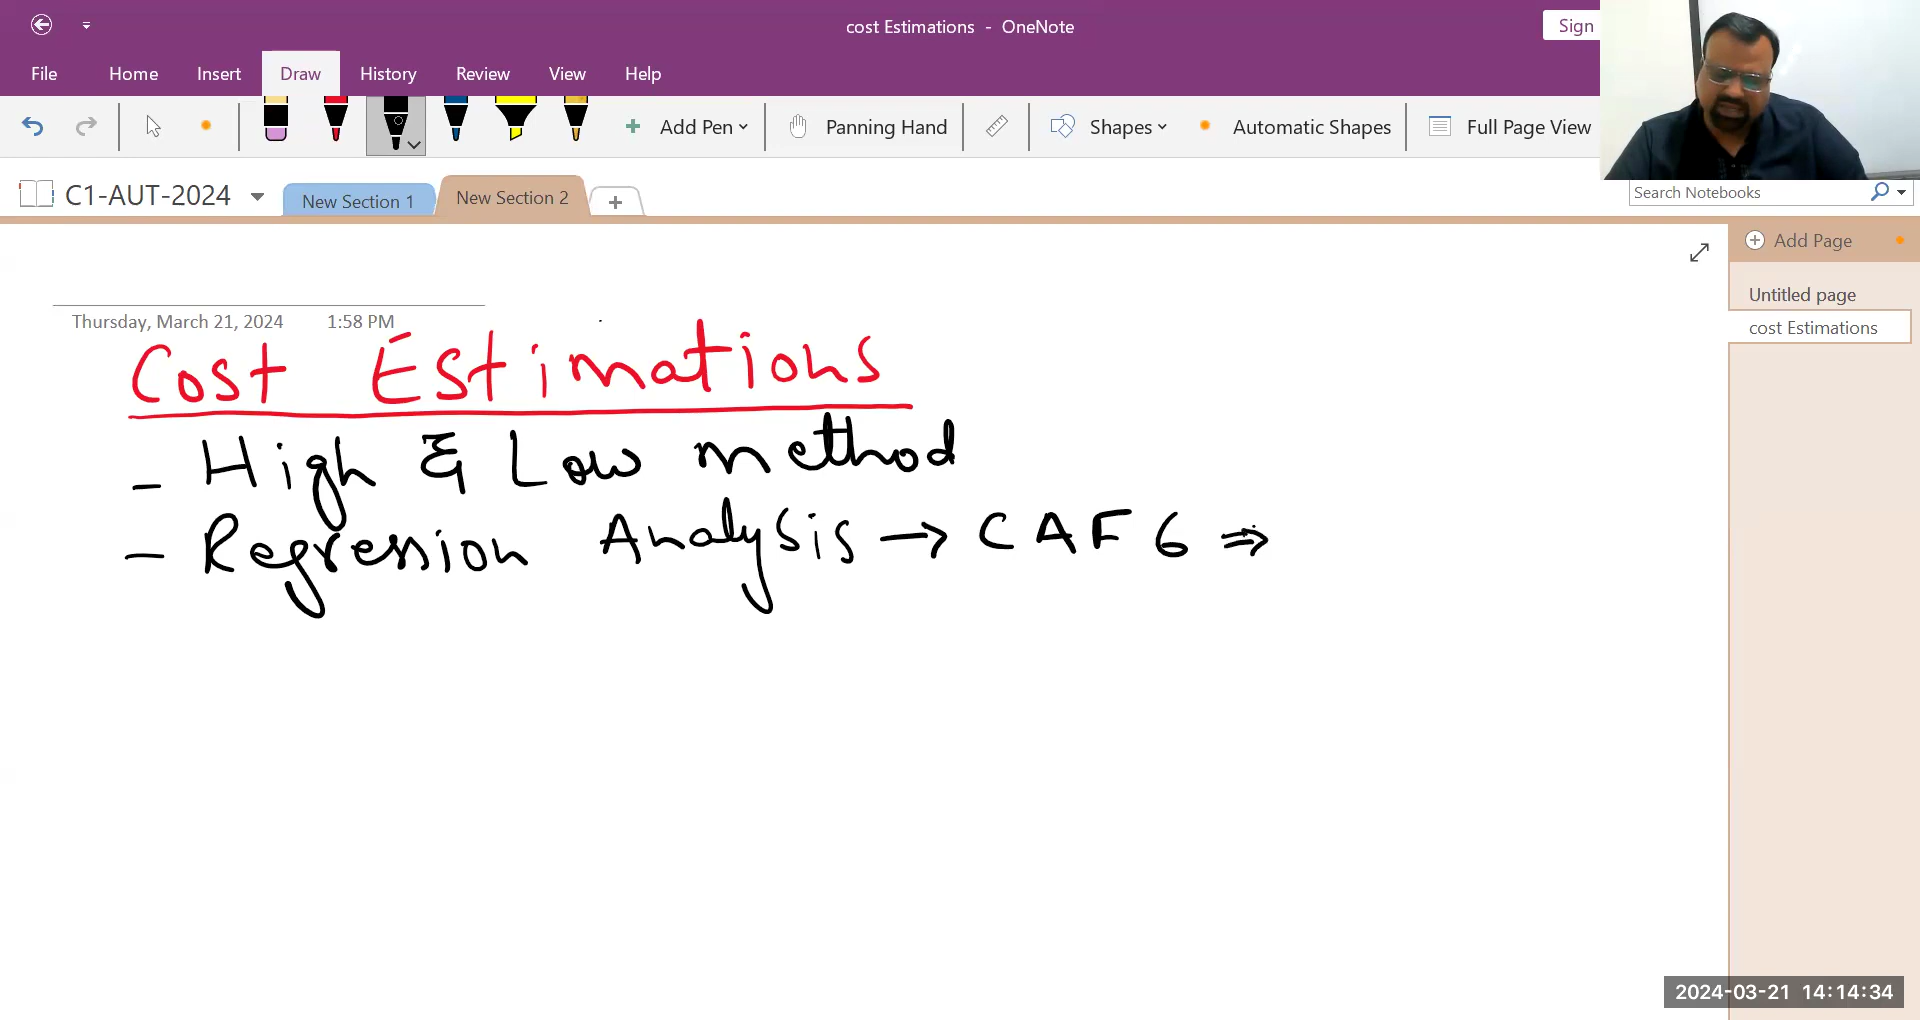 cost Estimations - OneNote
Sign
File Home Insert Draw History Review View Help
Add Pen Panning Hand Shapes Automatic Shapes Full Page View
C1-AUT-2024 New Section 1 New Section 2 +
Search Notebooks
Add Page
Untitled page
cost Estimations
Thursday, March 21, 2024 1:58 PM
Cost Estimations
- High & Low method
- Regression Analysis → CAF 6 ⇒
2024-03-21 14:14:34